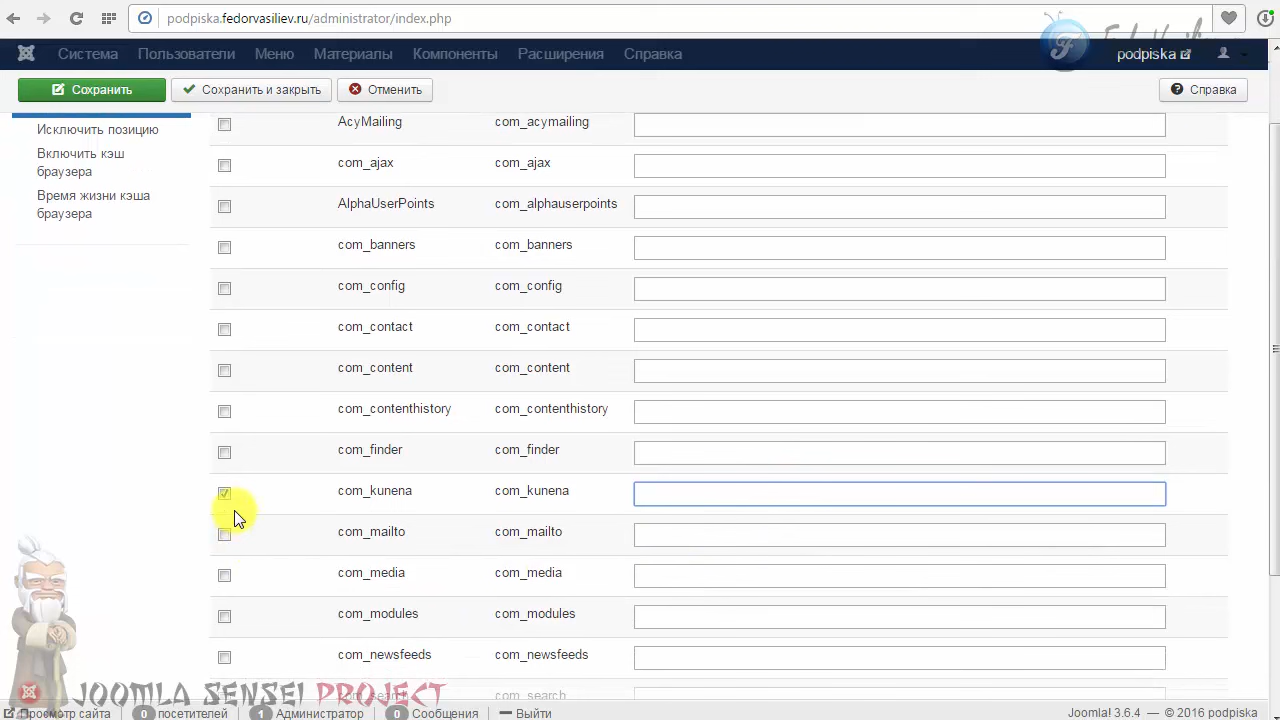 podpiska.fedorvasiliev.ru/administrator/index.php
Система Пользователи Меню Материалы Компоненты Расширения Справка podpiska
Сохранить Сохранить и закрыть Отменить Справка
Исключить позицию
Включить кэш
браузера
Время жизни кэша
браузера
AcyMailing com_acymailing
com_ajax com_ajax
AlphaUserPoints com_alphauserpoints
com_banners com_banners
com_config com_config
com_contact com_contact
com_content com_content
com_contenthistory com_contenthistory
com_finder com_finder
com_kunena com_kunena
com_mailto com_mailto
com_media com_media
com_modules com_modules
com_newsfeeds com_newsfeeds
com_search com_search
JOOMLA SENSEI PROJECT
Просмотр сайта 0 посетителей 1 Администратор 0 Сообщения Выйти Joomla! 3.6.4 — © 2016 podpiska